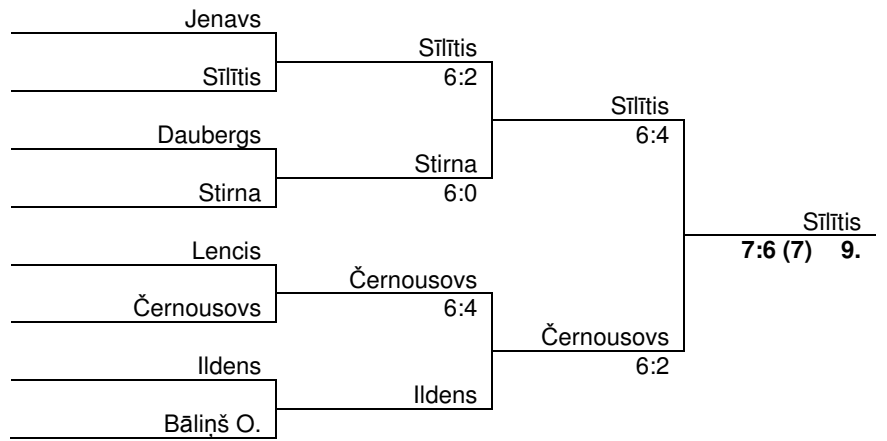 Jenavs
Sīlītis
Sīlītis
6:2
Sīlītis
6:4
Daubergs
Stirna
Stirna
6:0
Sīlītis
7:6 (7) 9.
Lencis
Černousovs
Černousovs
6:4
Černousovs
6:2
Ildens
Ildens
Bāliņš O.